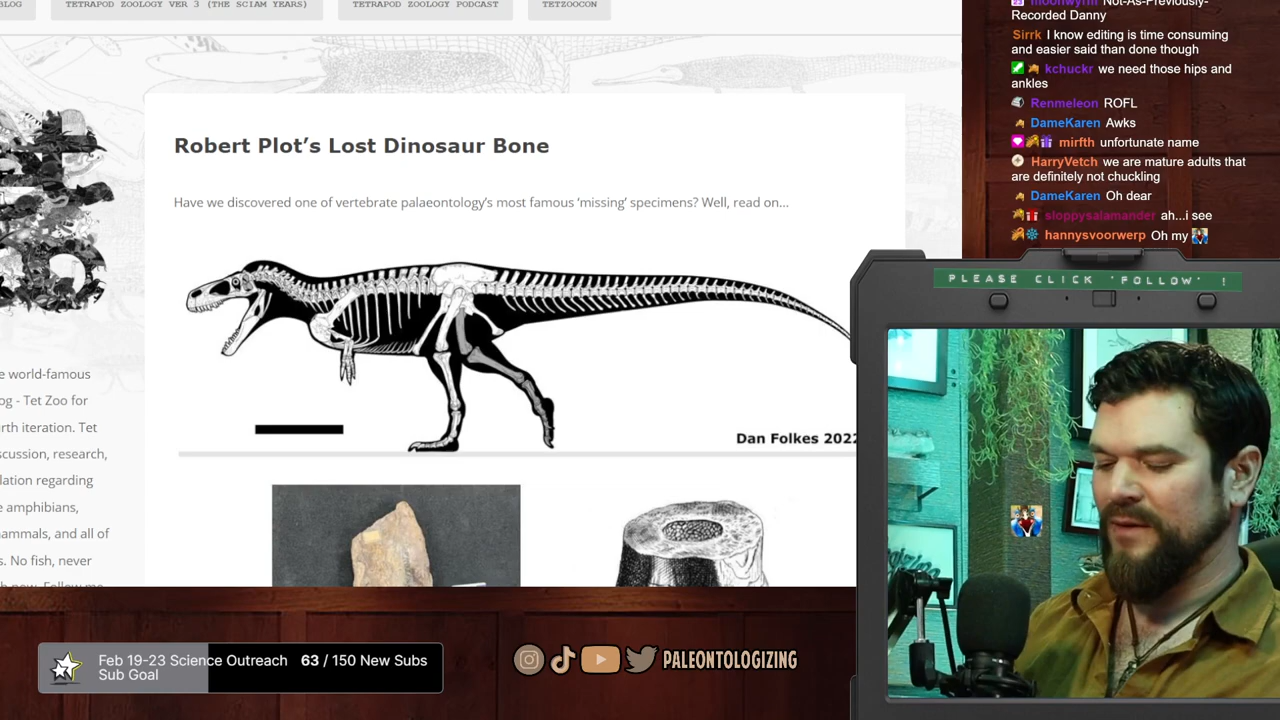 BLOG
TETRAPOD ZOOLOGY VER 3 (THE SCIAM YEARS)
TETRAPOD ZOOLOGY PODCAST
TETZOOCON
Robert Plot’s Lost Dinosaur Bone
Have we discovered one of vertebrate palaeontology’s most famous ‘missing’ specimens? Well, read on...
Dan Folkes 2022
e world-famous
og - Tet Zoo for
rth iteration. Tet
scussion, research,
lation regarding
e amphibians,
mammals, and all of
s. No fish, never
moonwyrm Not-As-Previously-
Recorded Danny
Sirrk I know editing is time consuming
and easier said than done though
kchuckr we need those hips and
ankles
Renmeleon ROFL
DameKaren Awks
mirfth unfortunate name
HarryVetch we are mature adults that
are definitely not chuckling
DameKaren Oh dear
sloppysalamander ah...i see
hannysvoorwerp Oh my
PLEASE CLICK 'FOLLOW' !
Feb 19-23 Science Outreach 63 / 150 New Subs
Sub Goal
PALEONTOLOGIZING